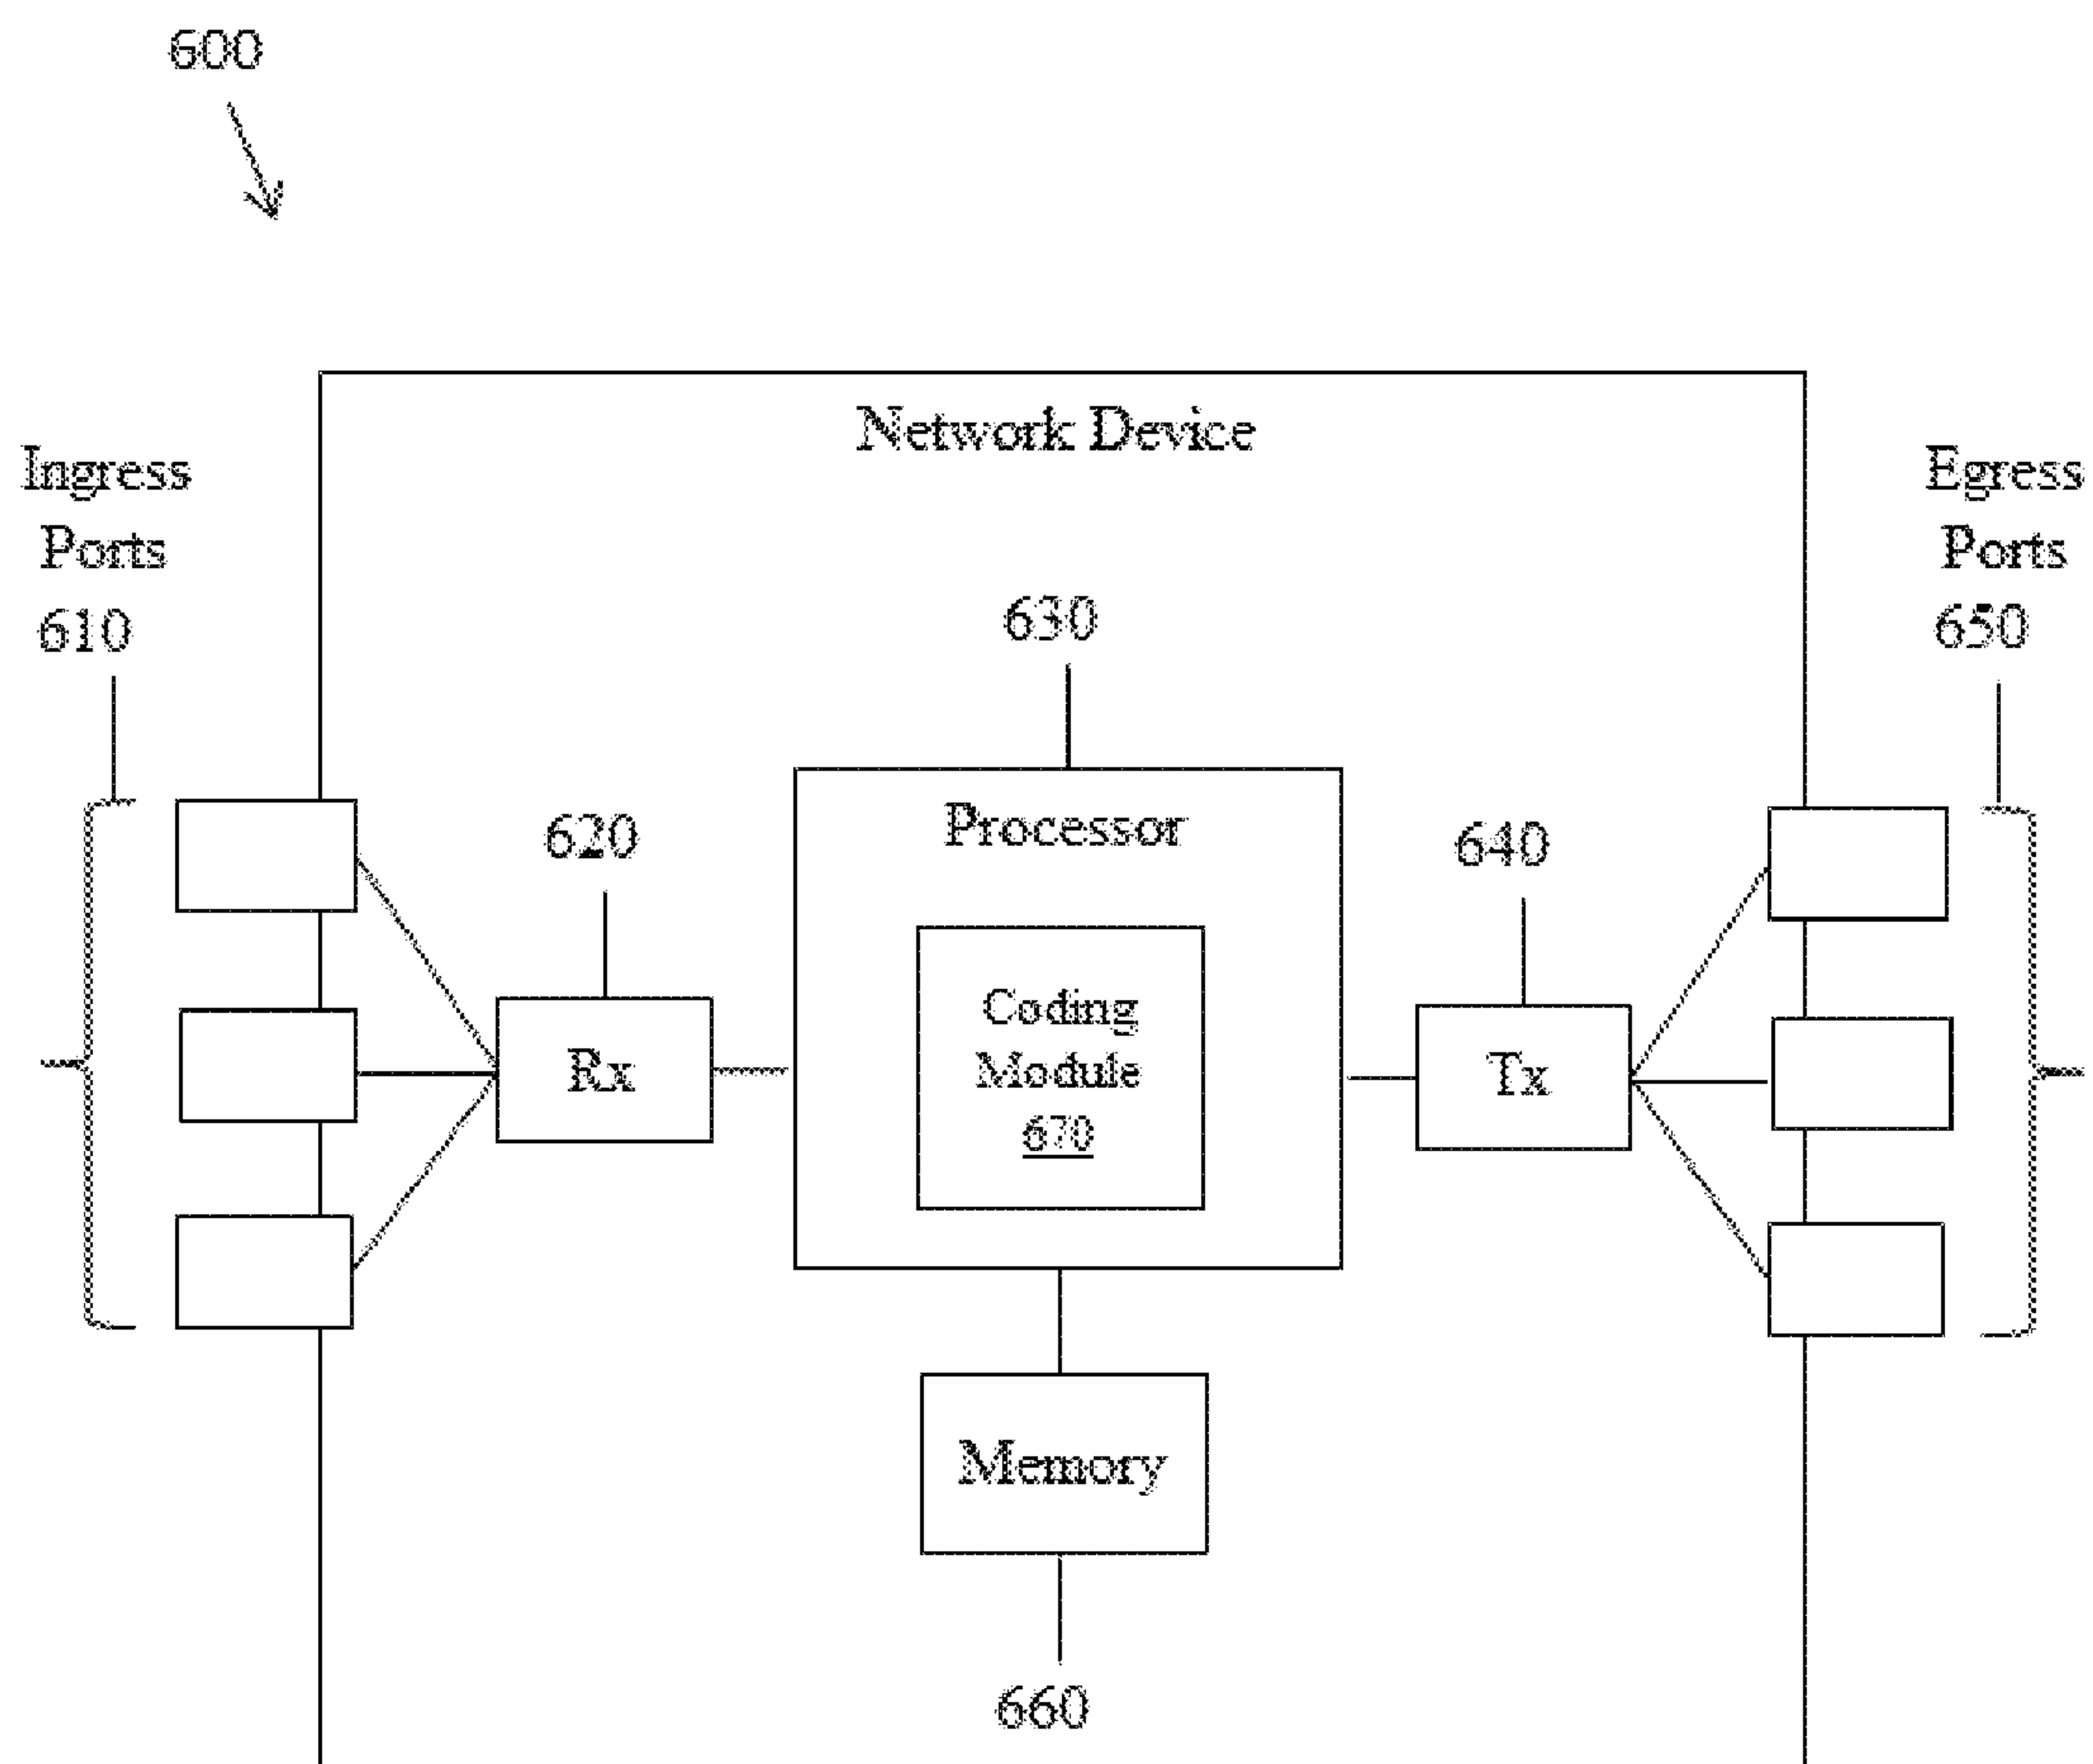 600
Network Device
Ingress
Ports
610
Egress
Ports
650
630
Processor
620
640
Coding
Module
670
Rx
Tx
Memory
660